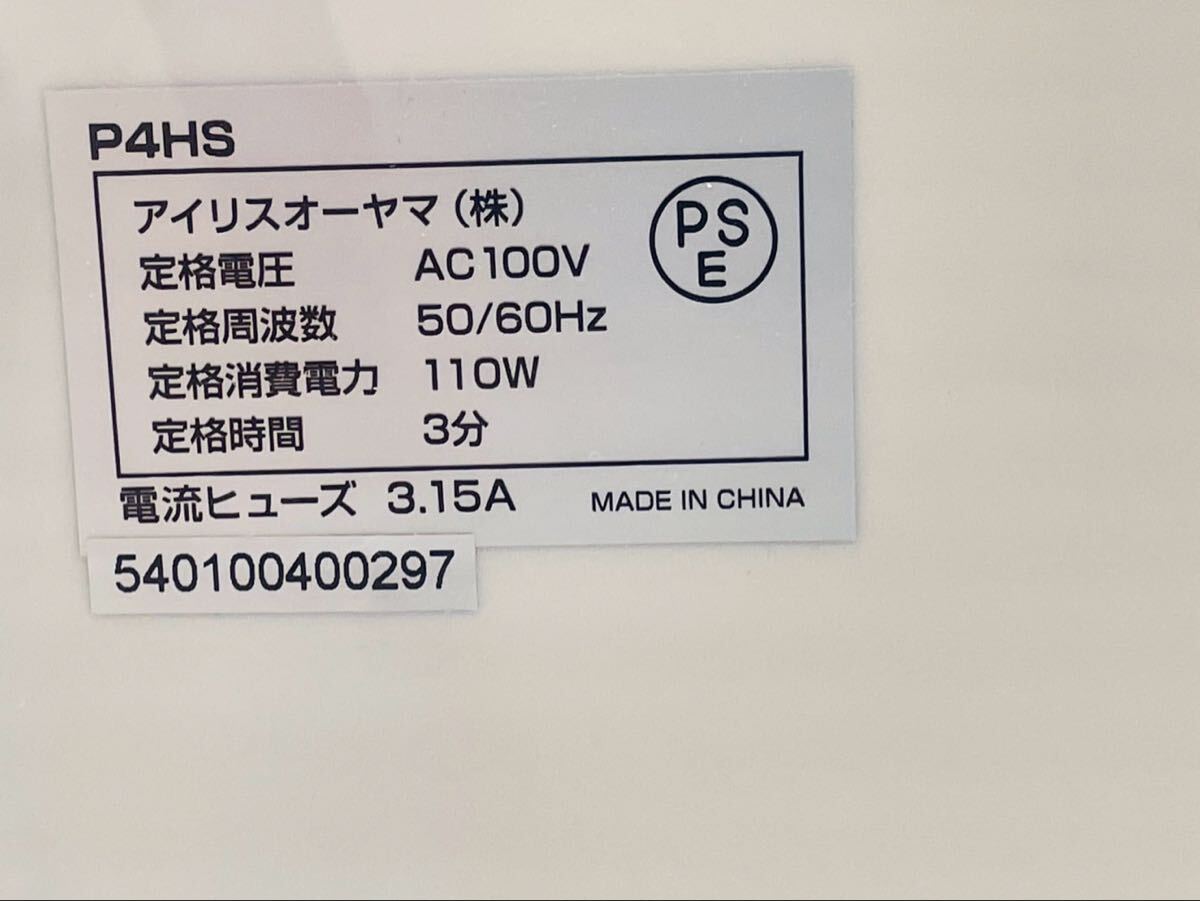 P4HS
アイリスオーヤマ（株）
定格電圧 AC100V
定格周波数 50/60Hz
定格消費電力 110W
定格時間 3分
PS
E
電流ヒューズ 3.15A MADE IN CHINA
540100400297